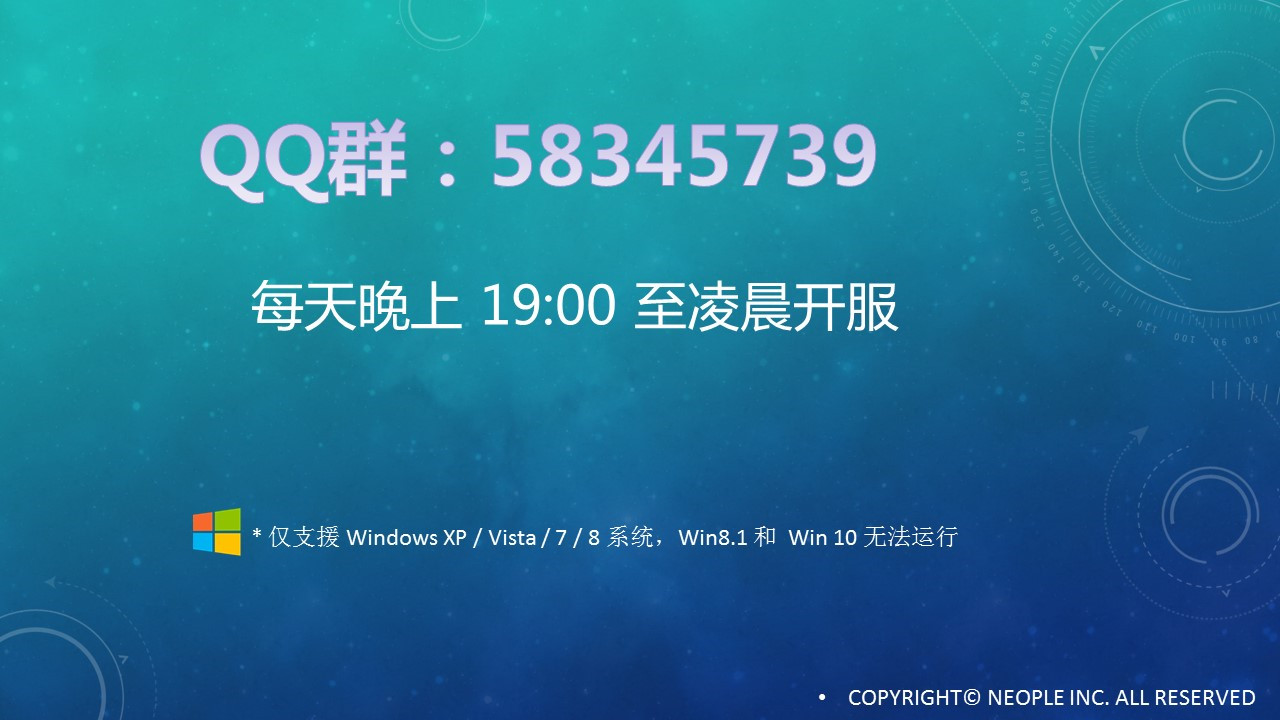 QQ群：58345739
每天晚上 19:00 至凌晨开服
* 仅支援 Windows XP / Vista / 7 / 8 系统，Win8.1 和 Win 10 无法运行
• COPYRIGHT© NEOPLE INC. ALL RESERVED